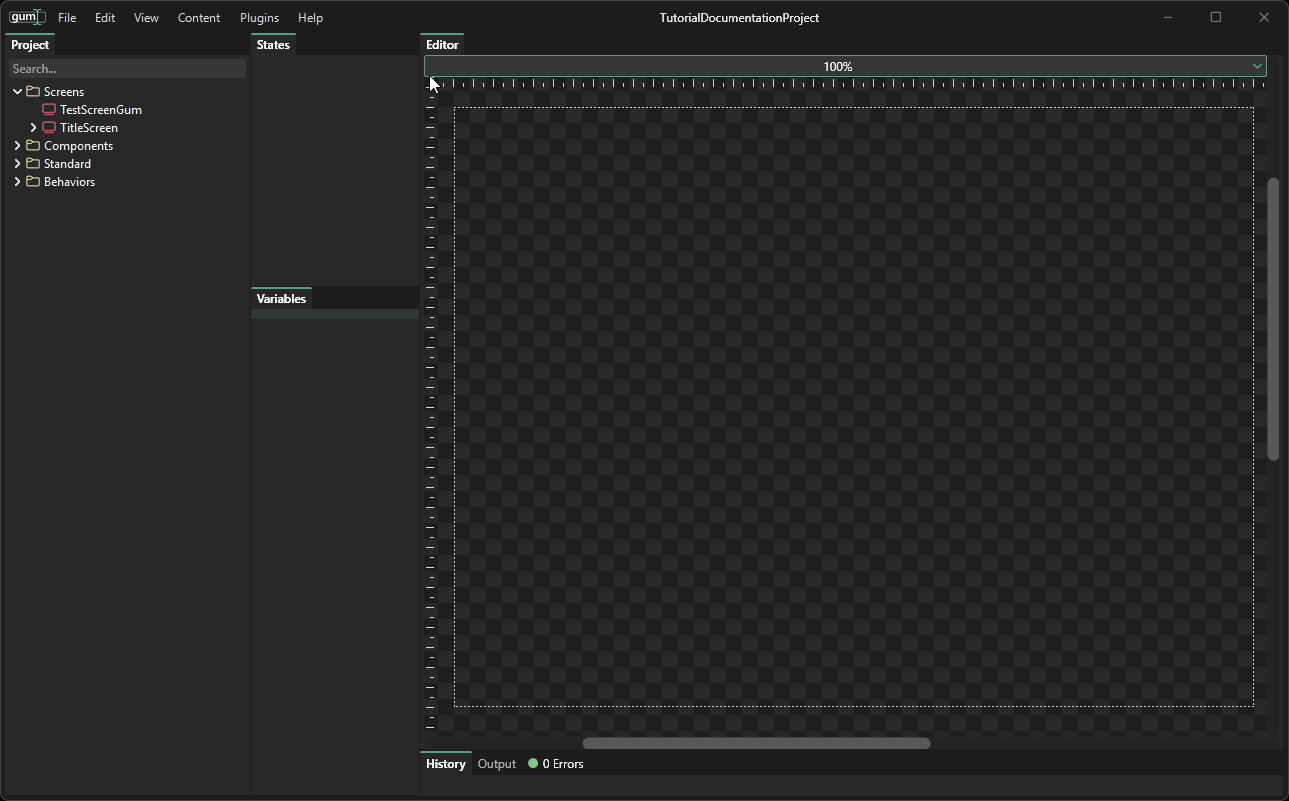 gum File Edit View Content Plugins Help TutorialDocumentationProject
Project States Editor
Search... 100%
Screens
TestScreenGum
TitleScreen
Components
Standard
Behaviors
Variables
History Output 0 Errors